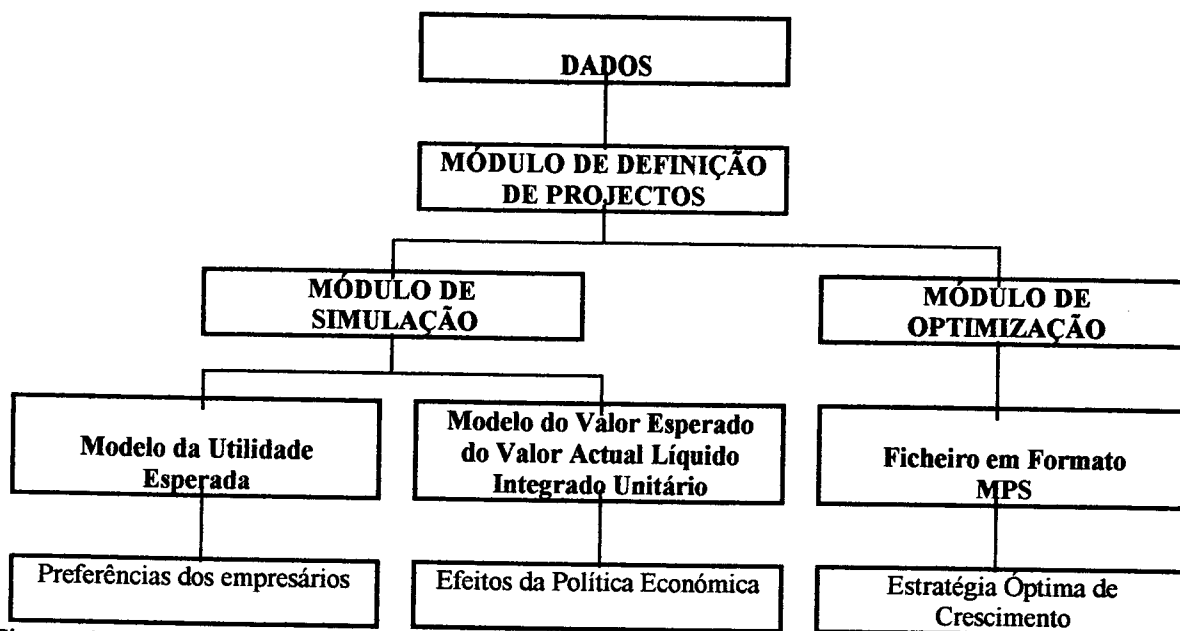 DADOS
MÓDULO DE DEFINIÇÃO
DE PROJECTOS
MÓDULO DE
SIMULAÇÃO
MÓDULO DE
OPTIMIZAÇÃO
Modelo da Utilidade
Esperada
Modelo do Valor Esperado
do Valor Actual Líquido
Integrado Unitário
Ficheiro em Formato
MPS
Preferências dos empresários
Efeitos da Política Económica
Estratégia Óptima de
Crescimento